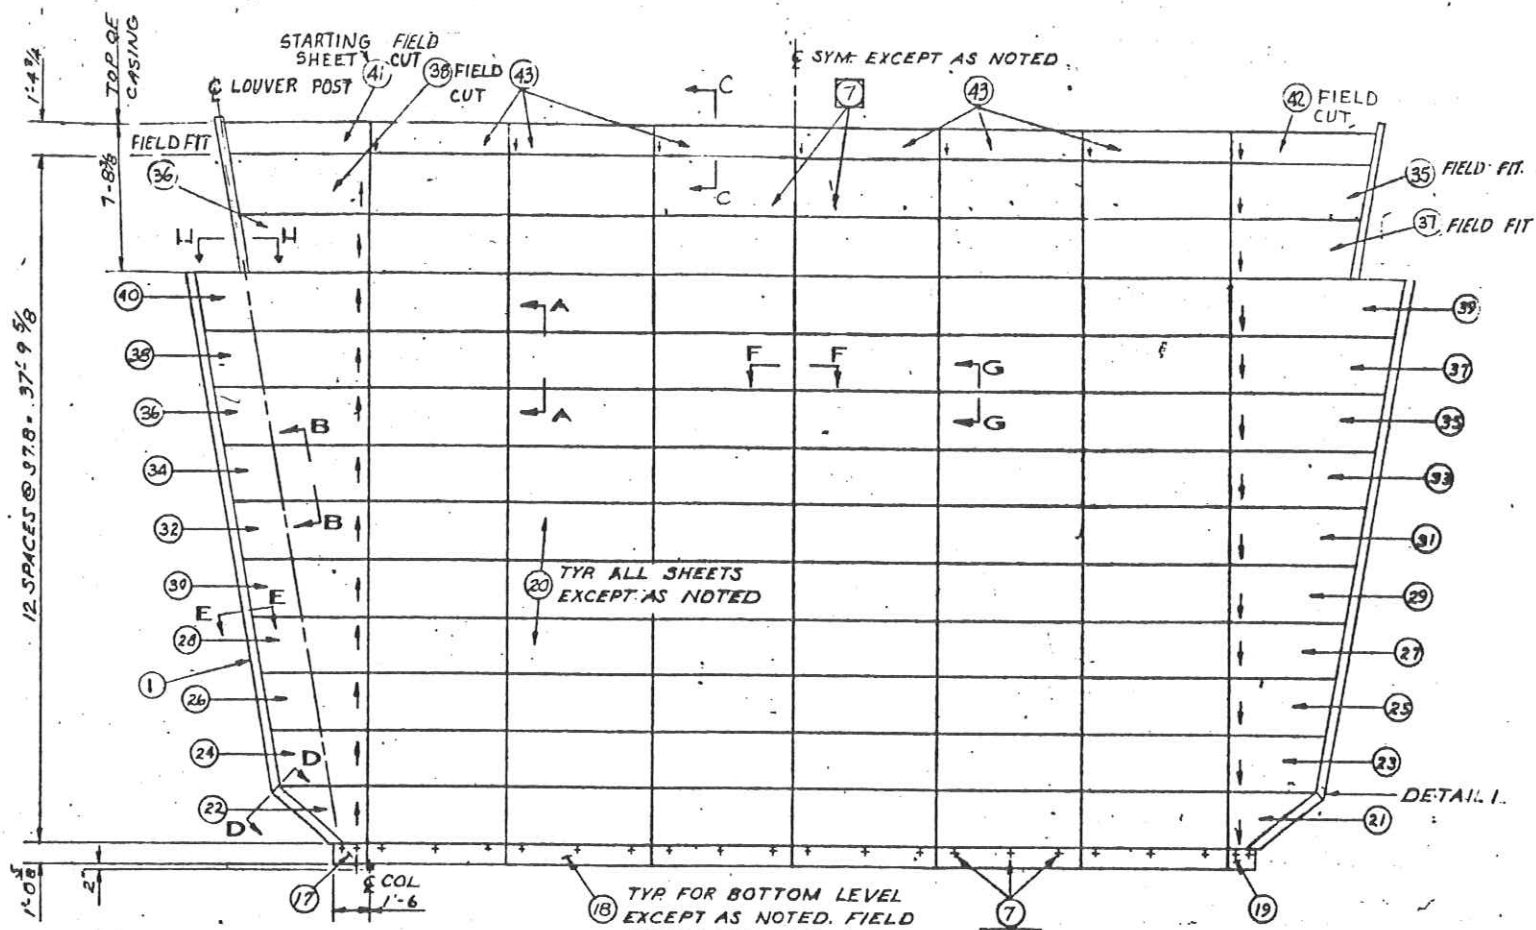 1'-4 3/4
TOP OF
CASING
7'-8 3/8
12 SPACES @ 37.8 = 37'-9 5/8
1'-0 5/8
2"
STARTING
SHEET
FIELD
CUT
41
℄ LOUVER POST
38 FIELD
CUT
43
C
℄ SYM. EXCEPT AS NOTED
7
43
42 FIELD
CUT
FIELD FIT
36
C
35 FIELD FIT.
37 FIELD FIT
H H
40
A
39
38
F F
G
37
36
A
G
35
B
34
33
B
32
31
20 TYP. ALL SHEETS
EXCEPT AS NOTED
30
29
E E
28
27
1
26
25
24
D
23
22
DETAIL 1.
D
21
17
℄ COL
1'-6
18 TYP. FOR BOTTOM LEVEL
EXCEPT AS NOTED. FIELD
7
19